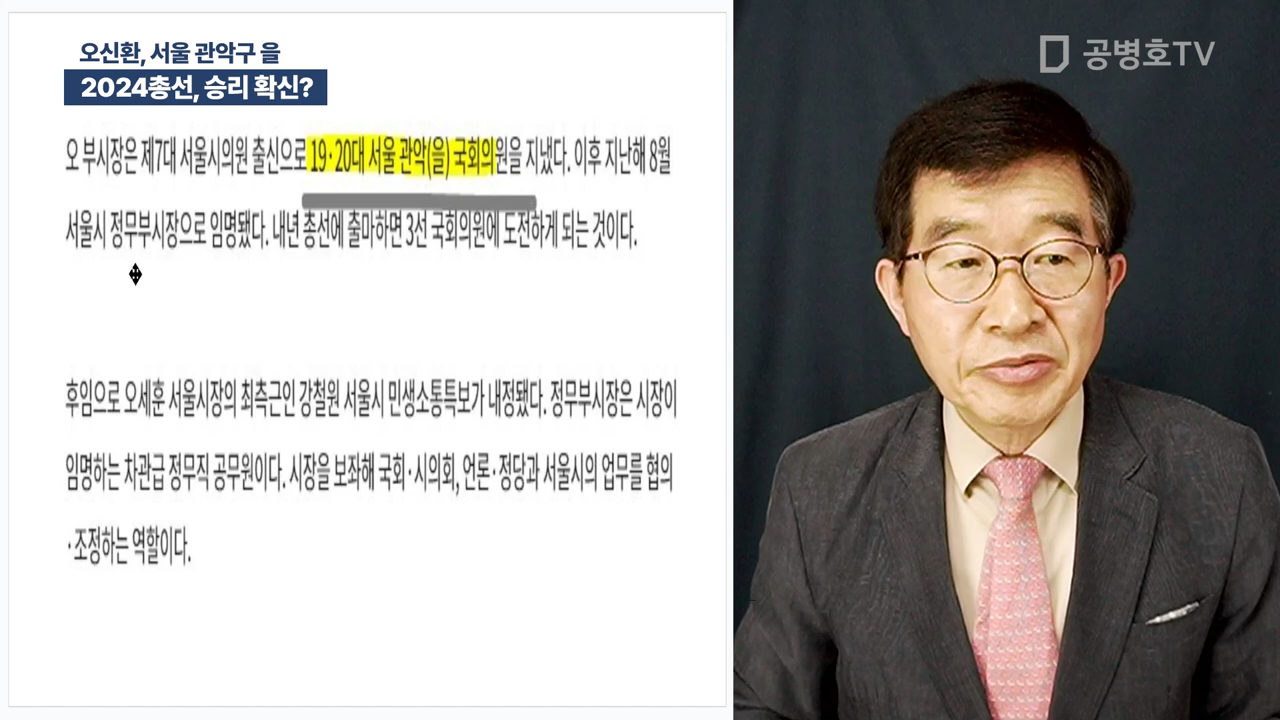 오신환, 서울 관악구 을
2024총선, 승리 확신?
공병호TV
오 부시장은 제7대 서울시의원 출신으로 19·20대 서울 관악(을) 국회의원을 지냈다. 이후 지난해 8월
서울시 정무부시장으로 임명됐다. 내년 총선에 출마하면 3선 국회의원에 도전하게 되는 것이다.
후임으로 오세훈 서울시장의 최측근인 강철원 서울시 민생소통특보가 내정됐다. 정무부시장은 시장이
임명하는 차관급 정무직 공무원이다. 시장을 보좌해 국회·시의회, 언론·정당과 서울시의 업무를 협의
·조정하는 역할이다.